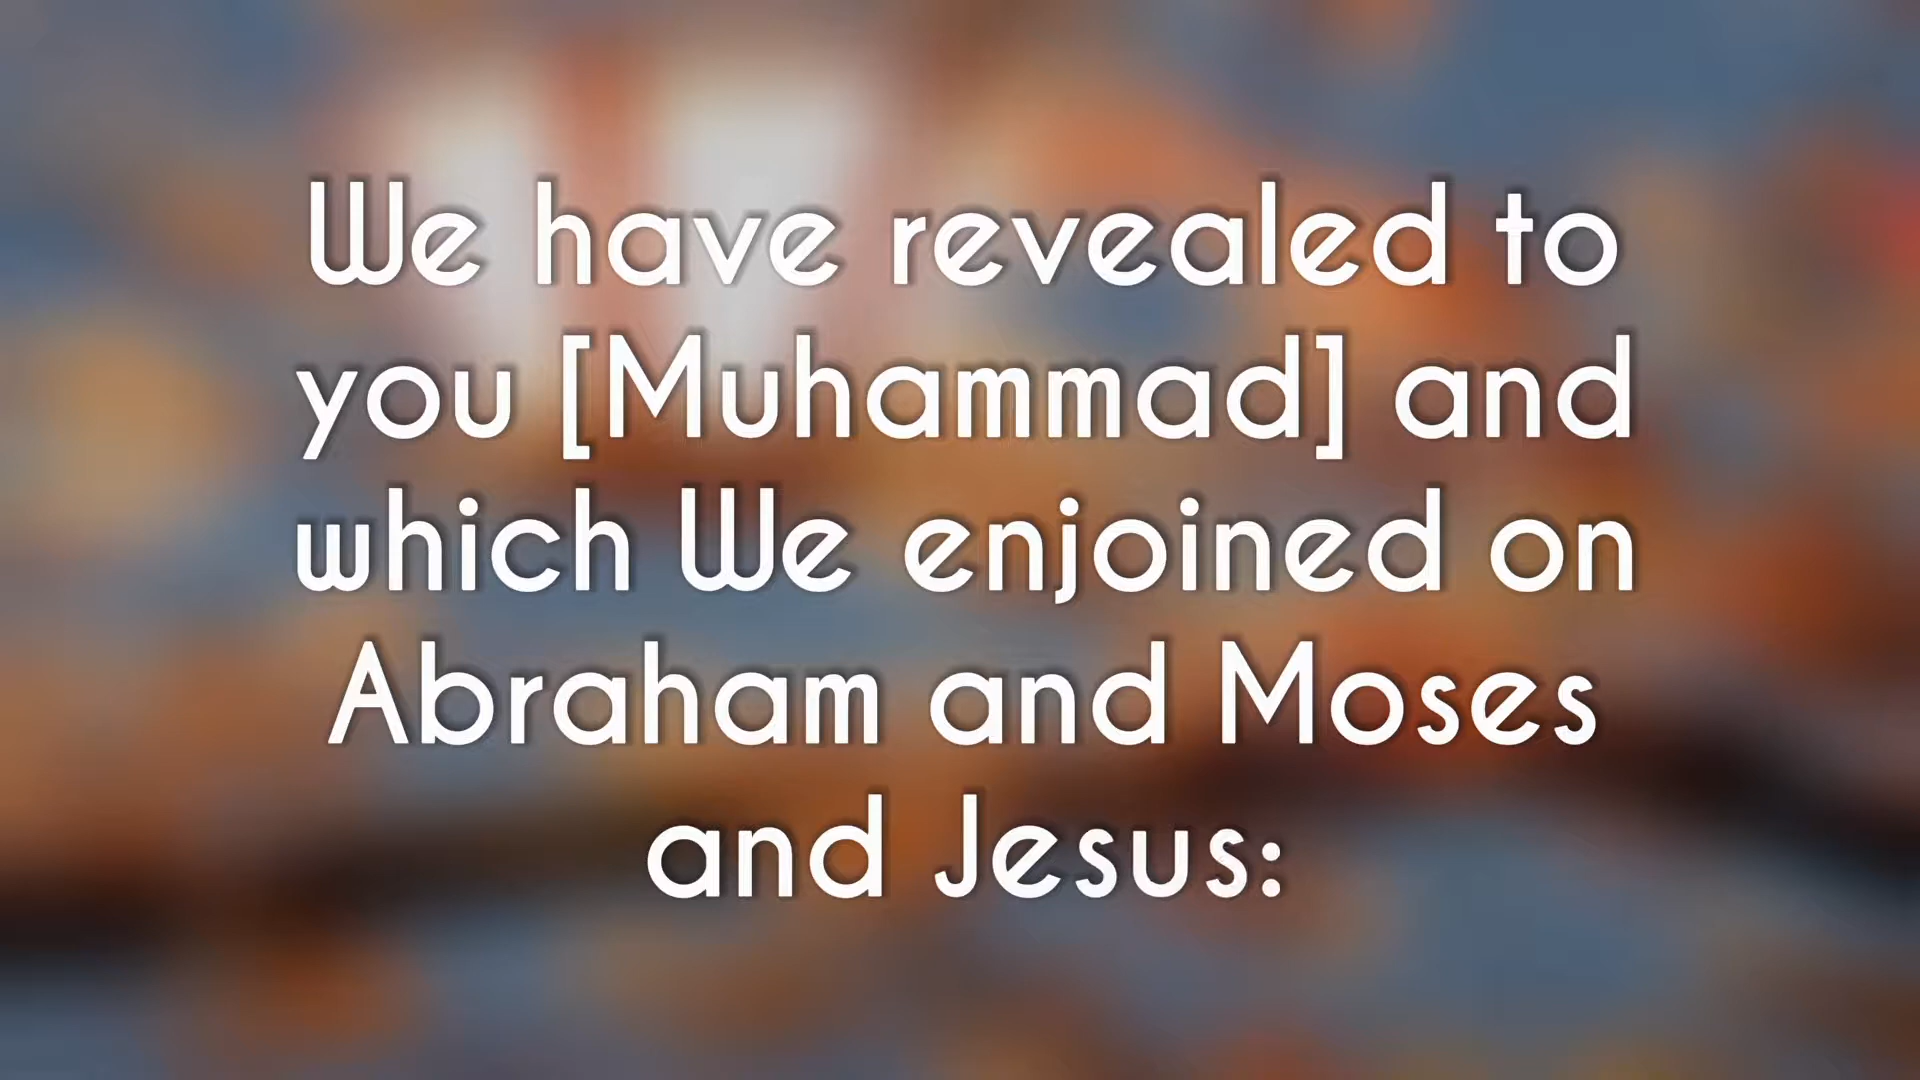 We have revealed to
you [Muhammad] and
which We enjoined on
Abraham and Moses
and Jesus: